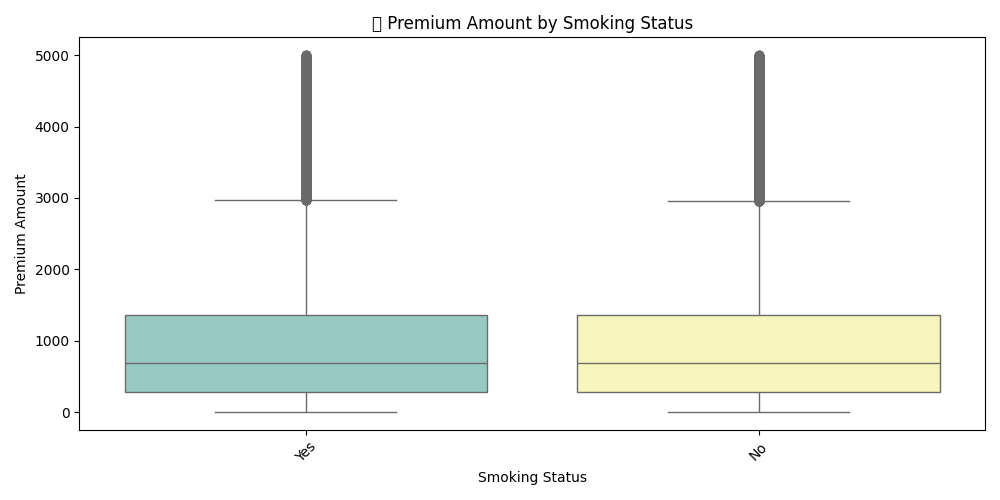 Premium Amount by Smoking Status
Premium Amount
5000
4000
3000
2000
1000
0
Yes
No
Smoking Status